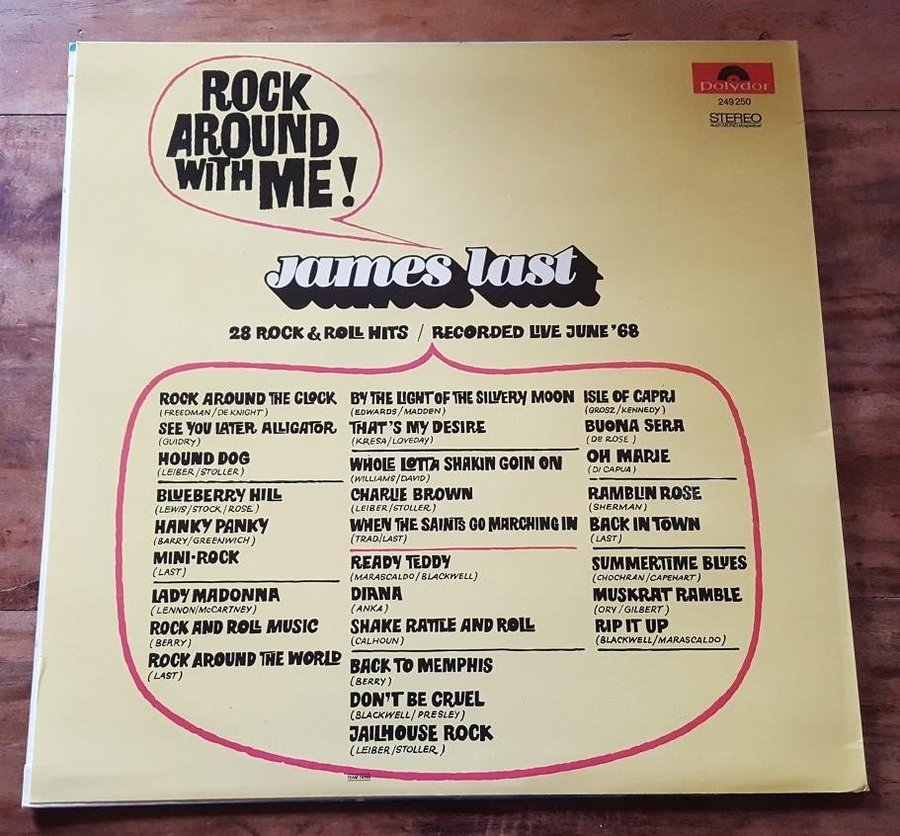 ROCK
AROUND
WITH ME!
polydor
249 250
STEREO
james last
28 ROCK & ROLL HITS / RECORDED LIVE JUNE '68
ROCK AROUND THE CLOCK
(FREEDMAN/DE KNIGHT)
SEE YOU LATER ALLIGATOR
(GUIDRY)
HOUND DOG
(LEIBER/STOLLER)
BLUEBERRY HILL
(LEWIS/STOCK/ROSE)
HANKY PANKY
(BARRY/GREENWICH)
MINI-ROCK
(LAST)
LADY MADONNA
(LENNON/McCARTNEY)
ROCK AND ROLL MUSIC
(BERRY)
ROCK AROUND THE WORLD
(LAST)
BY THE LIGHT OF THE SILVERY MOON
(EDWARDS/MADDEN)
THAT'S MY DESIRE
(KRESA/LOVEDAY)
WHOLE LOTTA SHAKIN GOIN ON
(WILLIAMS/DAVID)
CHARLIE BROWN
(LEIBER/STOLLER)
WHEN THE SAINTS GO MARCHING IN
(TRAD/LAST)
READY TEDDY
(MARASCALDO/BLACKWELL)
DIANA
(ANKA)
SHAKE RATTLE AND ROLL
(CALHOUN)
BACK TO MEMPHIS
(BERRY)
DON'T BE CRUEL
(BLACKWELL/PRESLEY)
JAILHOUSE ROCK
(LEIBER/STOLLER)
ISLE OF CAPRI
(GROSZ/KENNEDY)
BUONA SERA
(DE ROSE)
OH MARIE
(DI CAPUA)
RAMBLIN ROSE
(SHERMAN)
BACK IN TOWN
(LAST)
SUMMERTIME BLUES
(CHOCHRAN/CAPEHART)
MUSKRAT RAMBLE
(ORY/GILBERT)
RIP IT UP
(BLACKWELL/MARASCALDO)